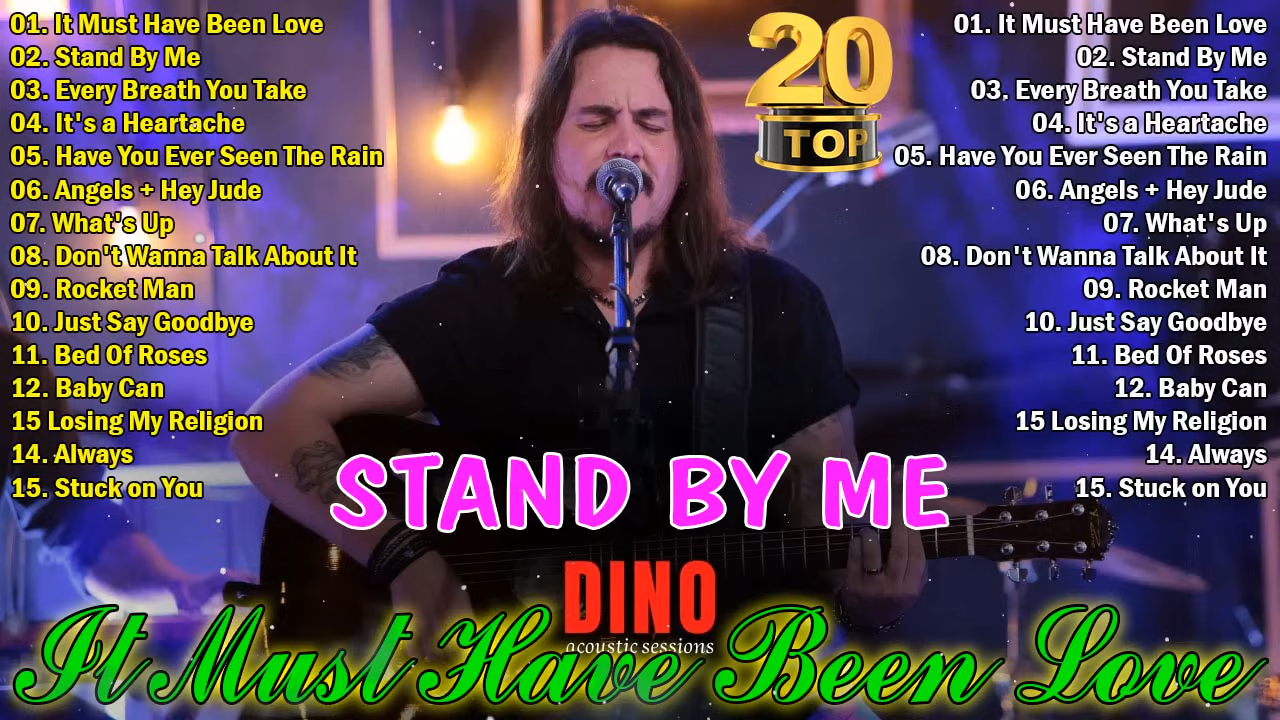 01. It Must Have Been Love
02. Stand By Me
03. Every Breath You Take
04. It's a Heartache
05. Have You Ever Seen The Rain
06. Angels + Hey Jude
07. What's Up
08. Don't Wanna Talk About It
09. Rocket Man
10. Just Say Goodbye
11. Bed Of Roses
12. Baby Can
15 Losing My Religion
14. Always
15. Stuck on You
20
TOP
01. It Must Have Been Love
02. Stand By Me
03. Every Breath You Take
04. It's a Heartache
05. Have You Ever Seen The Rain
06. Angels + Hey Jude
07. What's Up
08. Don't Wanna Talk About It
09. Rocket Man
10. Just Say Goodbye
11. Bed Of Roses
12. Baby Can
15 Losing My Religion
14. Always
15. Stuck on You
STAND BY ME
DINO
acoustic sessions
It Must Have Been Love